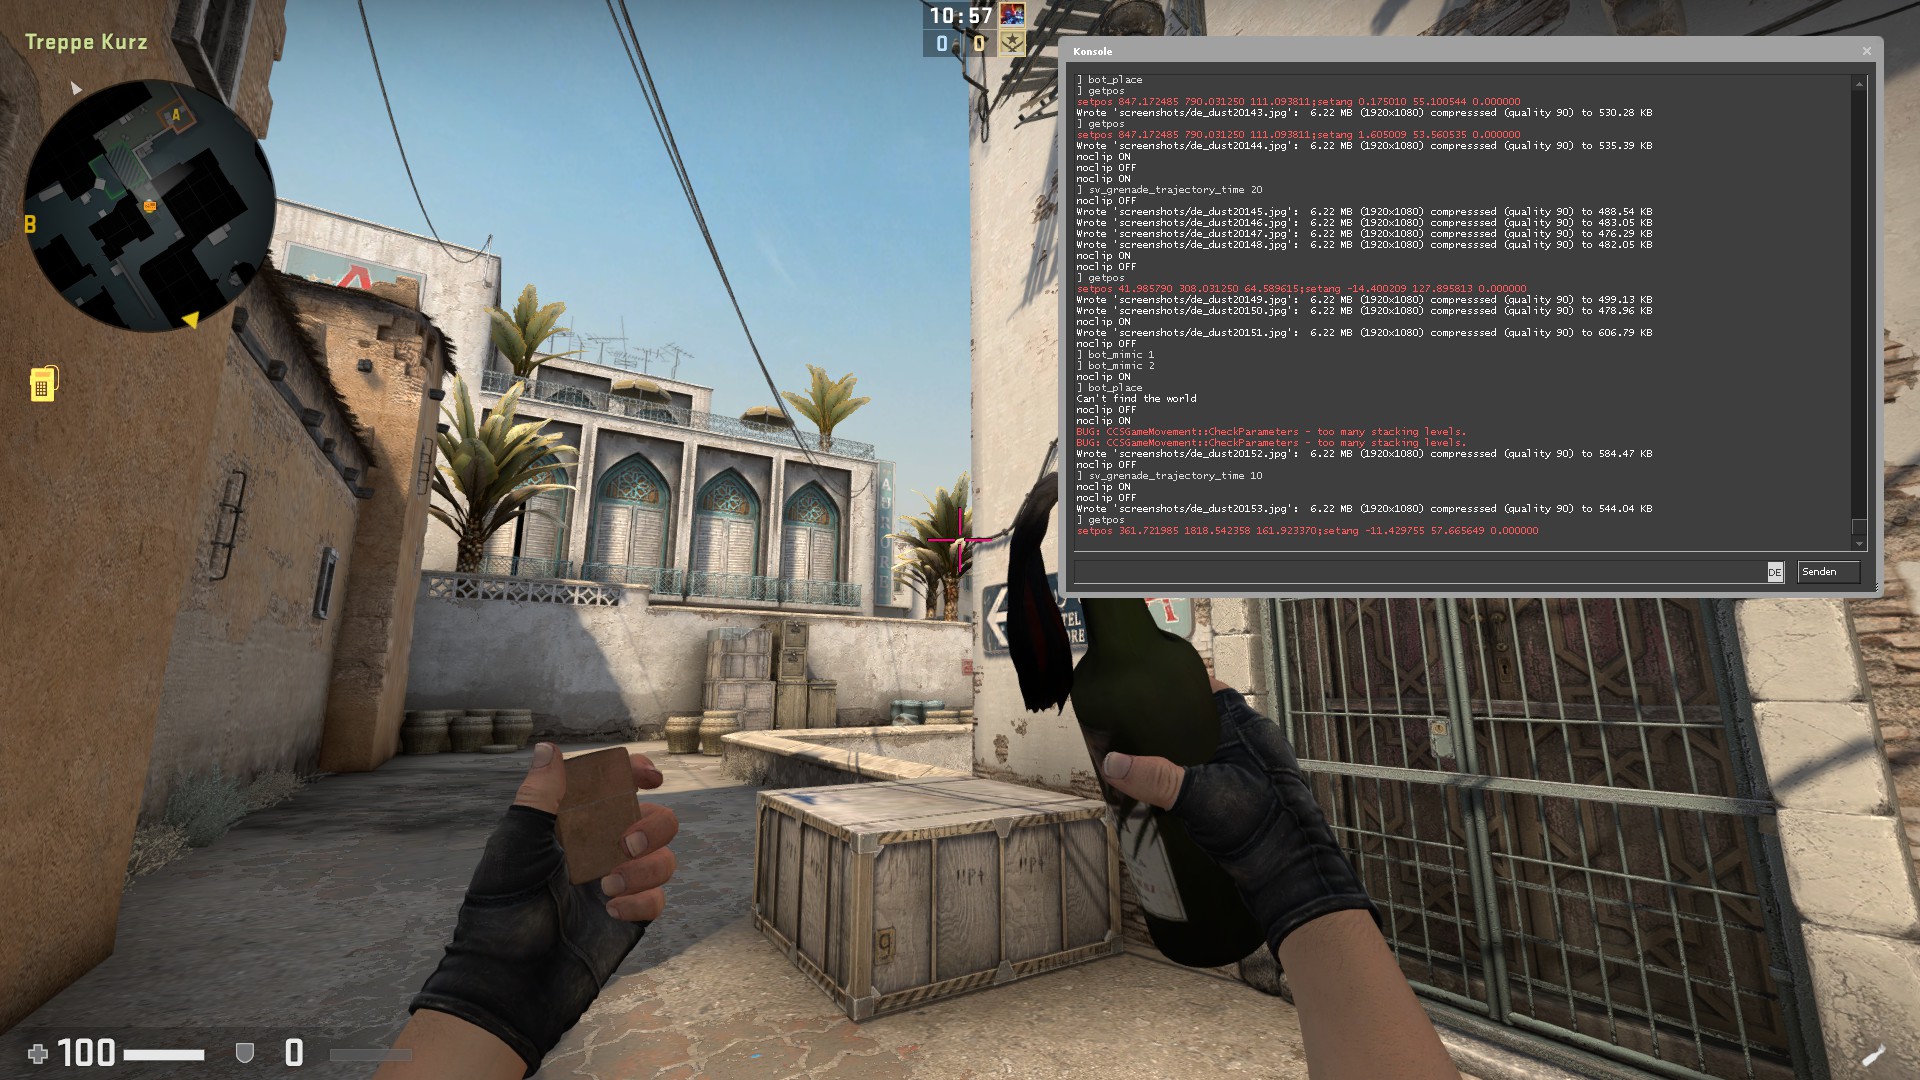 Treppe Kurz
10:57
0 0
A
B
Konsole
] bot_place
] getpos
setpos 847.172485 790.031250 111.093811;setang 0.175010 55.100544 0.000000
Wrote 'screenshots/de_dust20143.jpg':  6.22 MB (1920x1080) compresssed (quality 90) to 530.28 KB
] getpos
setpos 847.172485 790.031250 111.093811;setang 1.605009 53.560535 0.000000
Wrote 'screenshots/de_dust20144.jpg':  6.22 MB (1920x1080) compresssed (quality 90) to 535.39 KB
noclip ON
noclip OFF
noclip ON
] sv_grenade_trajectory_time 20
noclip OFF
Wrote 'screenshots/de_dust20145.jpg':  6.22 MB (1920x1080) compresssed (quality 90) to 488.54 KB
Wrote 'screenshots/de_dust20146.jpg':  6.22 MB (1920x1080) compresssed (quality 90) to 483.05 KB
Wrote 'screenshots/de_dust20147.jpg':  6.22 MB (1920x1080) compresssed (quality 90) to 476.29 KB
Wrote 'screenshots/de_dust20148.jpg':  6.22 MB (1920x1080) compresssed (quality 90) to 482.05 KB
noclip ON
noclip OFF
] getpos
setpos 41.985790 308.031250 64.589615;setang -14.400209 127.895813 0.000000
Wrote 'screenshots/de_dust20149.jpg':  6.22 MB (1920x1080) compresssed (quality 90) to 499.13 KB
Wrote 'screenshots/de_dust20150.jpg':  6.22 MB (1920x1080) compresssed (quality 90) to 478.96 KB
noclip ON
Wrote 'screenshots/de_dust20151.jpg':  6.22 MB (1920x1080) compresssed (quality 90) to 606.79 KB
noclip OFF
] bot_mimic 1
] bot_mimic 2
noclip ON
] bot_place
Can't find the world
noclip OFF
noclip ON
BUG: CCSGameMovement::CheckParameters - too many stacking levels.
BUG: CCSGameMovement::CheckParameters - too many stacking levels.
Wrote 'screenshots/de_dust20152.jpg':  6.22 MB (1920x1080) compresssed (quality 90) to 584.47 KB
noclip OFF
] sv_grenade_trajectory_time 10
noclip ON
noclip OFF
Wrote 'screenshots/de_dust20153.jpg':  6.22 MB (1920x1080) compresssed (quality 90) to 544.04 KB
] getpos
setpos 361.721985 1818.542358 161.923370;setang -11.429755 57.665649 0.000000
DE
Senden
FRAGILE
100
0